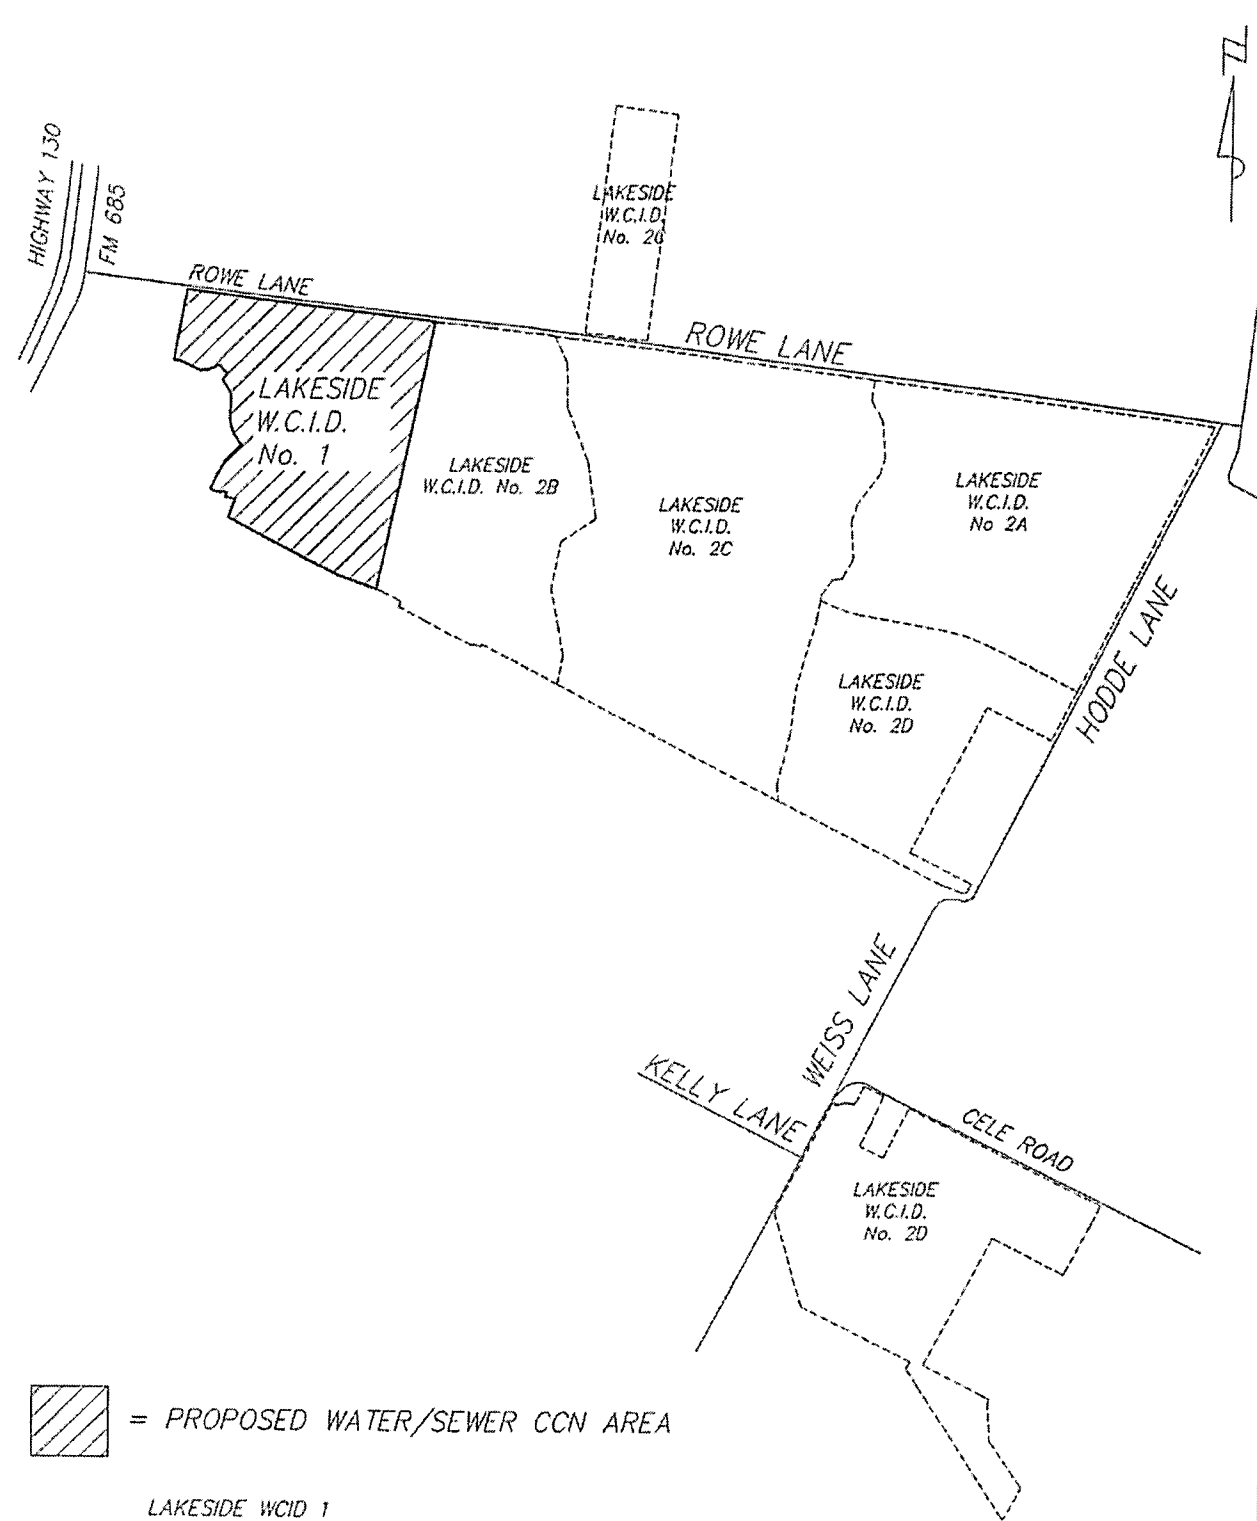 HIGHWAY 130
FM 685
LAKESIDE
W.C.I.D.
No. 2C
ROWE LANE
ROWE LANE
LAKESIDE
W.C.I.D.
No. 1
LAKESIDE
W.C.I.D. No. 2B
LAKESIDE
W.C.I.D.
No. 2C
LAKESIDE
W.C.I.D.
No 2A
HODDE LANE
LAKESIDE
W.C.I.D.
No. 2D
WEISS LANE
KELLY LANE
CELE ROAD
LAKESIDE
W.C.I.D.
No. 2D
= PROPOSED WATER/SEWER CCN AREA
LAKESIDE WCID 1